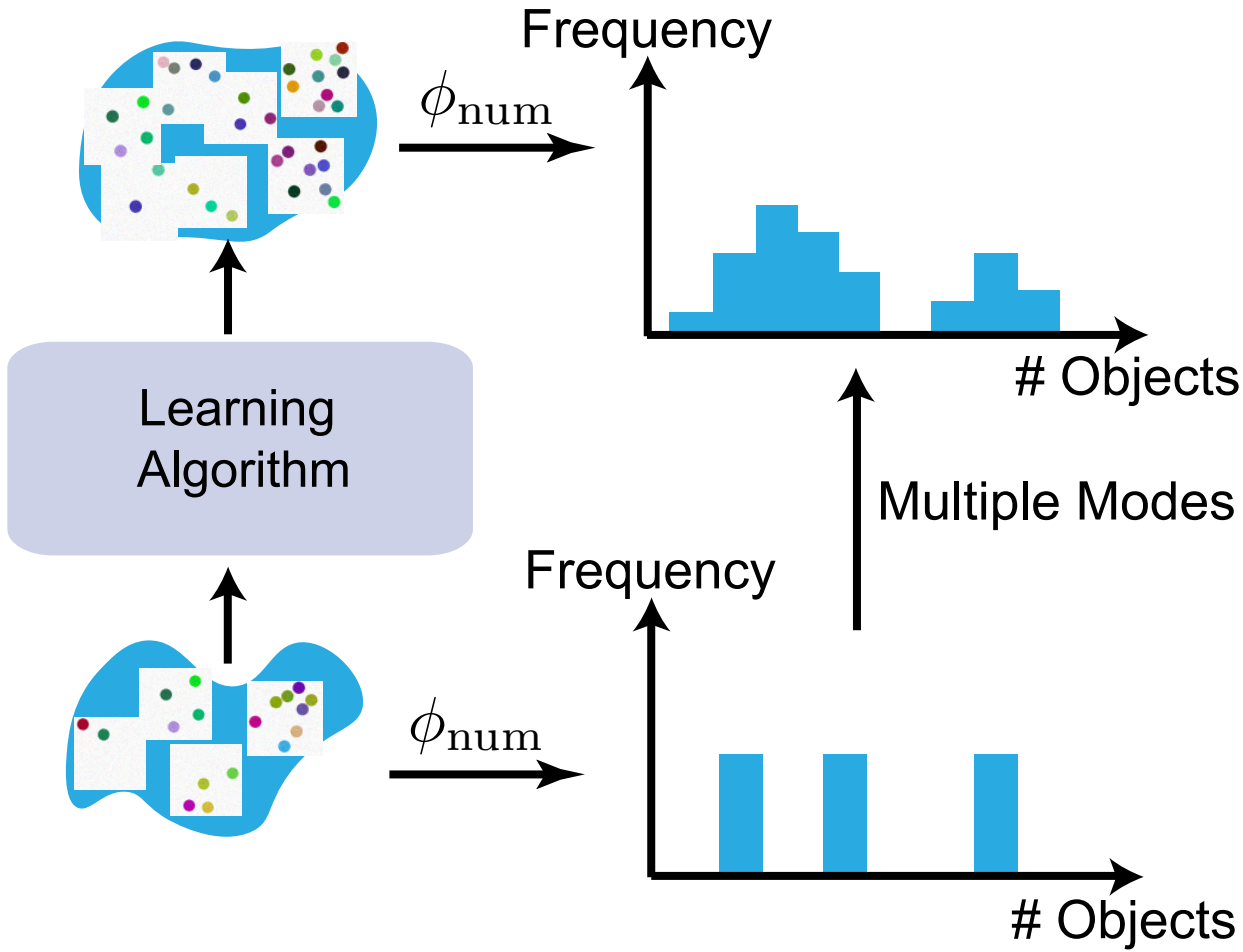 Frequency
ϕnum
# Objects
Learning
Algorithm
Multiple Modes
Frequency
ϕnum
# Objects